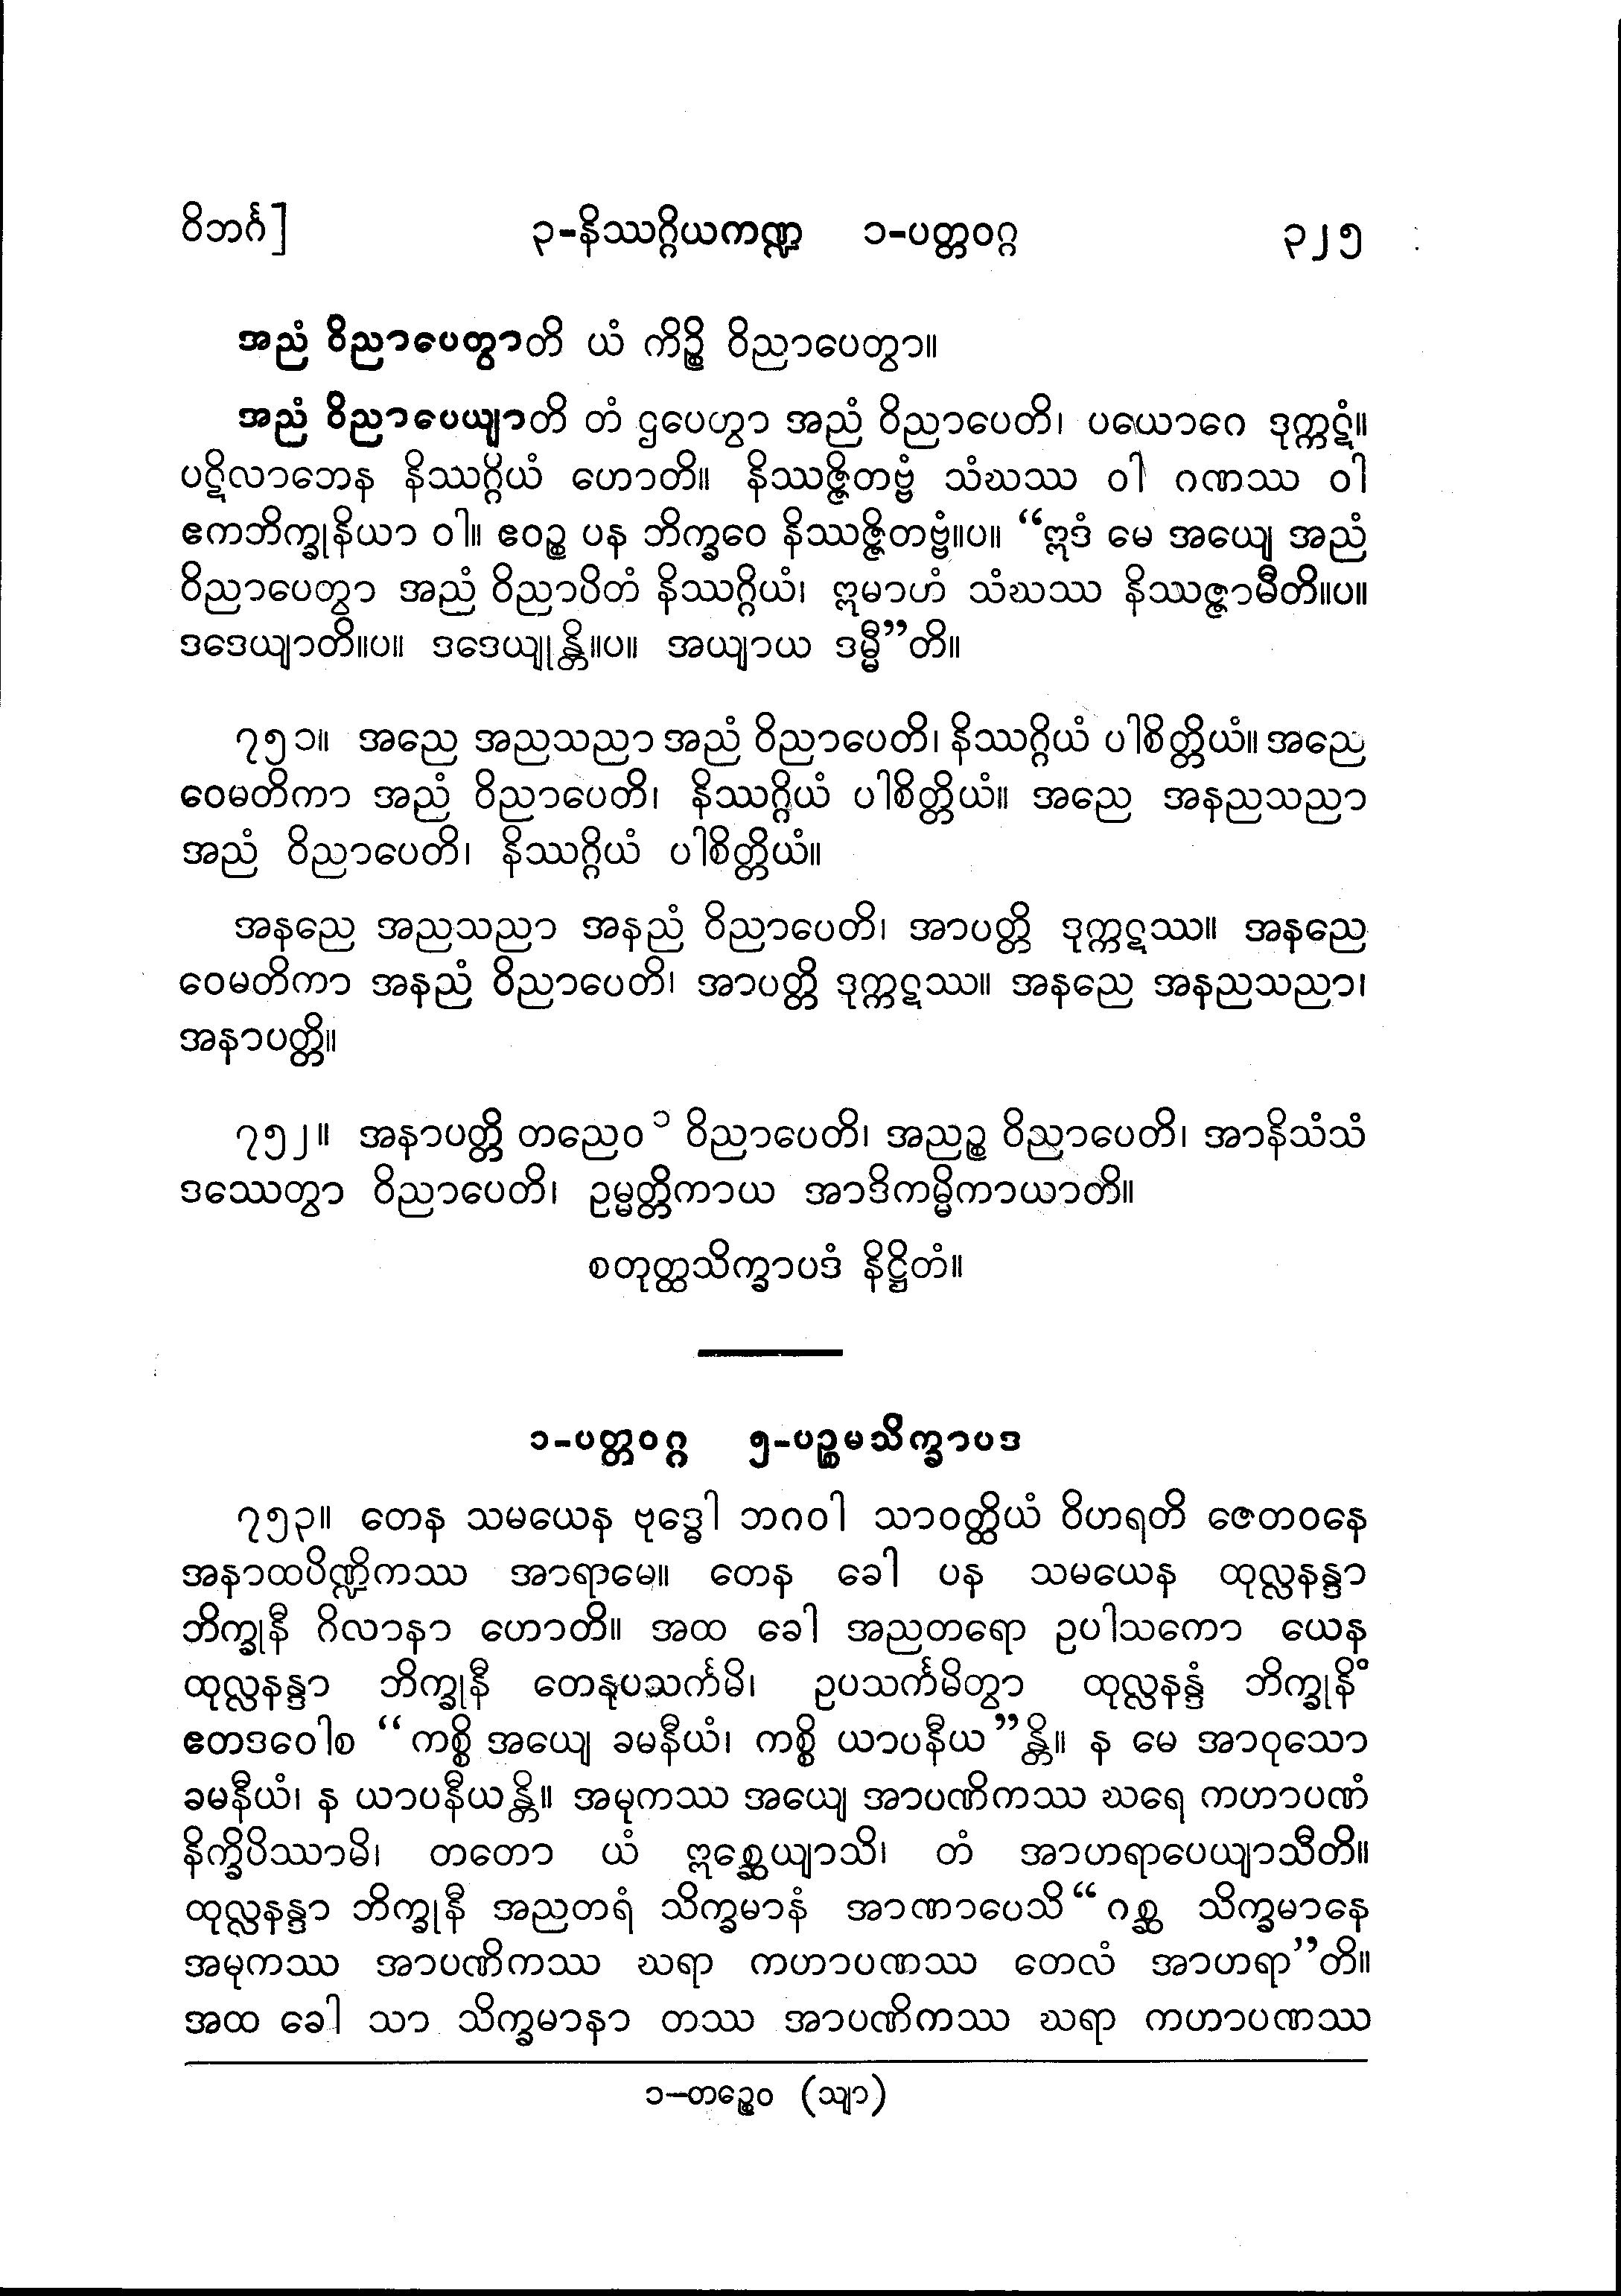 ဝိဘင်္ဂ]	၃-နိဿဂ္ဂိယကဏ္ဍ ၁-ပတ္တဝဂ္ဂ	၃၂၅
အညံ ဝိညာပေတွာတိ ယံ ကိဉ္စိ ဝိညာပေတွာ။
အညံ ဝိညာပေယျာတိ တံ ဌပေတွာ အညံ ဝိညာပေတိ၊ ပယောဂေ ဒုက္ကဋံ။
ပဋိလာဘေန နိဿဂ္ဂိယံ ဟောတိ။ နိဿဇ္ဇိတဗ္ဗံ သံဃဿ ဝါ ဂဏဿ ဝါ
ဧကဘိက္ခုနိယာ ဝါ။ ဧဝဉ္စ ပန ဘိက္ခဝေ နိဿဇ္ဇိတဗ္ဗံ။ပ။ “ဣဒံ မေ အယျေ အညံ
ဝိညာပေတွာ အညံ ဝိညာပိတံ နိဿဂ္ဂိယံ၊ ဣမာဟံ သံဃဿ နိဿဇ္ဇာမီတိ။ပ။
ဒဒေယျာတိ။ပ။ ဒဒေယျုန္တိ။ပ။ အယျာယ ဒမ္မီ”တိ။
၇၅၁။ အညေ အညသညာ အညံ ဝိညာပေတိ၊ နိဿဂ္ဂိယံ ပါစိတ္တိယံ။ အညေ
ဝေမတိကာ အညံ ဝိညာပေတိ၊ နိဿဂ္ဂိယံ ပါစိတ္တိယံ။ အညေ အနညသညာ
အညံ ဝိညာပေတိ၊ နိဿဂ္ဂိယံ ပါစိတ္တိယံ။
အနညေ အညသညာ အနညံ ဝိညာပေတိ၊ အာပတ္တိ ဒုက္ကဋဿ။ အနညေ
ဝေမတိကာ အနညံ ဝိညာပေတိ၊ အာပတ္တိ ဒုက္ကဋဿ။ အနညေ အနညသညာ၊
အနာပတ္တိ။
၇၅၂။ အနာပတ္တိ တညေဝ ၁ ဝိညာပေတိ၊ အညဉ္စ ဝိညာပေတိ၊ အာနိသံသံ
ဒဿေတွာ ဝိညာပေတိ၊ ဥမ္မတ္တိကာယ အာဒိကမ္မိကာယာတိ။
စတုတ္ထသိက္ခာပဒံ နိဋ္ဌိတံ။
၁-ပတ္တဝဂ္ဂ ၅-ပဉ္စမသိက္ခာပဒ
၇၅၃။ တေန သမယေန ဗုဒ္ဓေါ ဘဂဝါ သာဝတ္ထိယံ ဝိဟရတိ ဇေတဝနေ
အနာထပိဏ္ဍိကဿ အာရာမေ။ တေန ခေါ ပန သမယေန ထုလ္လနန္ဒာ
ဘိက္ခုနီ ဂိလာနာ ဟောတိ။ အထ ခေါ အညတရော ဥပါသကော ယေန
ထုလ္လနန္ဒာ ဘိက္ခုနီ တေနုပသင်္ကမိ၊ ဥပသင်္ကမိတွာ ထုလ္လနန္ဒံ ဘိက္ခုနိံ
ဧတဒဝေါစ “ကစ္စိ အယျေ ခမနီယံ၊ ကစ္စိ ယာပနီယ”န္တိ။ န မေ အာဝုသော
ခမနီယံ၊ န ယာပနီယန္တိ။ အမုကဿ အယျေ အာပဏိကဿ ဃရေ ကဟာပဏံ
နိက္ခိပိဿာမိ၊ တတော ယံ ဣစ္ဆေယျာသိ၊ တံ အာဟရာပေယျာသီတိ။
ထုလ္လနန္ဒာ ဘိက္ခုနီ အညတရံ သိက္ခမာနံ အာဏာပေသိ “ဂစ္ဆ သိက္ခမာနေ
အမုကဿ အာပဏိကဿ ဃရာ ကဟာပဏဿ တေလံ အာဟရာ”တိ။
အထ ခေါ သာ သိက္ခမာနာ တဿ အာပဏိကဿ ဃရာ ကဟာပဏဿ
၁-တဉ္စေဝ (သျာ)